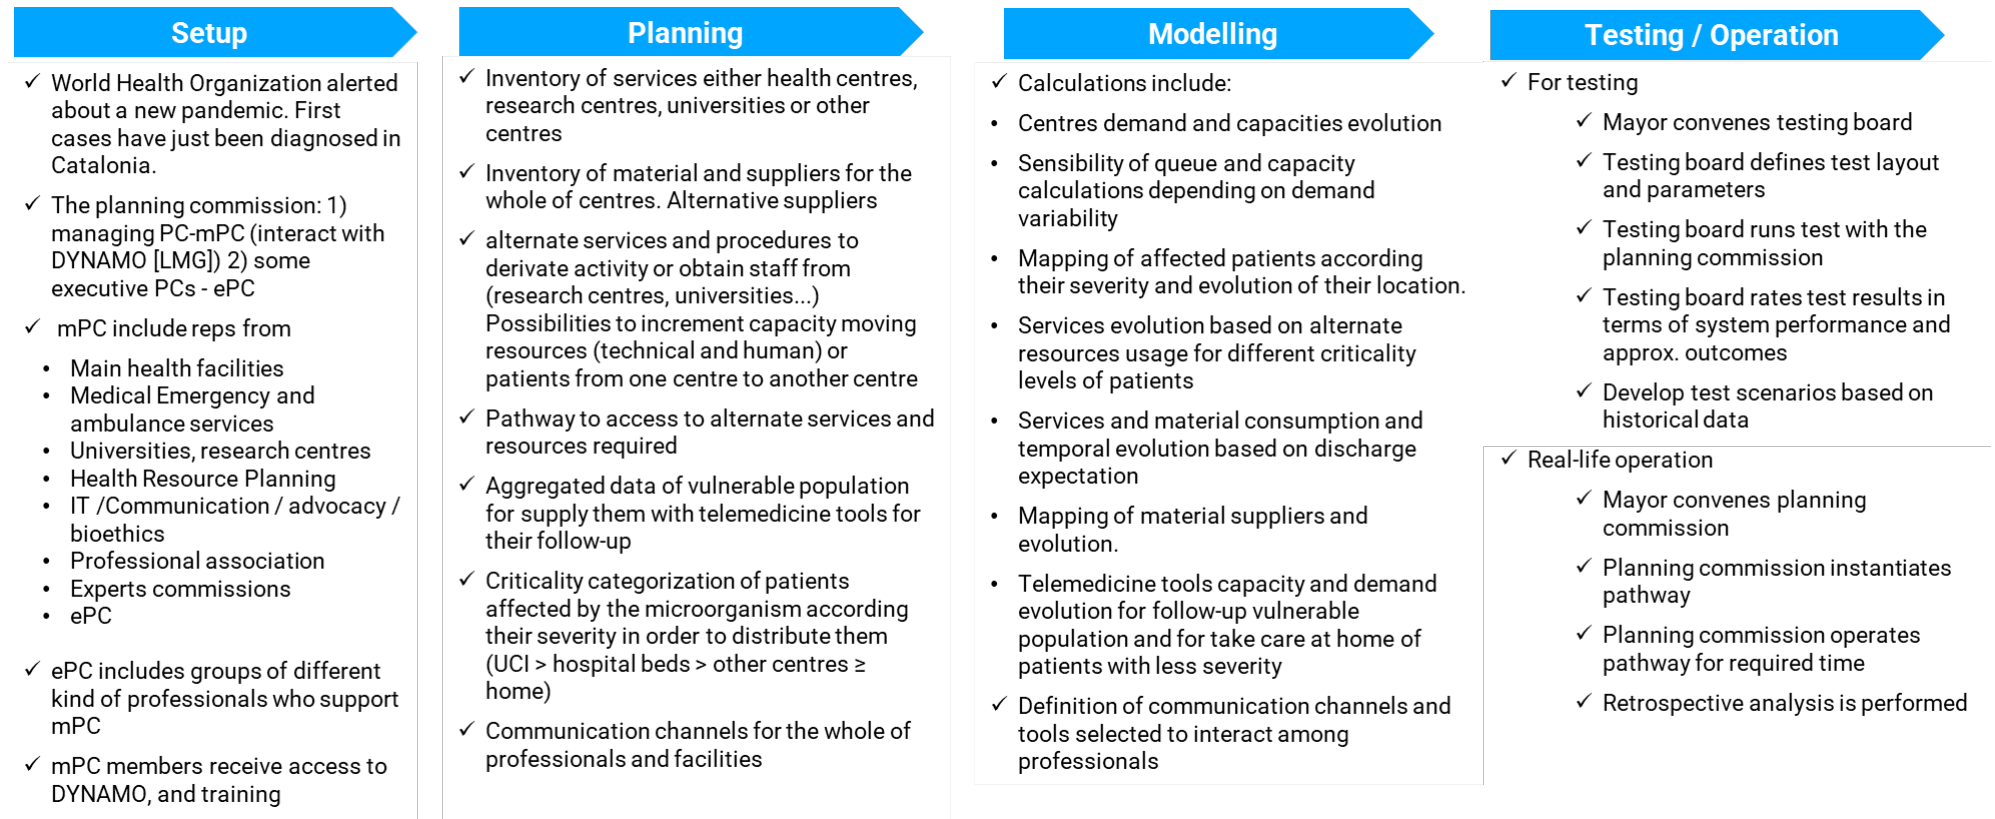 Setup
✓ World Health Organization alerted
about a new pandemic. First
cases have just been diagnosed in
Catalonia.
✓ The planning commission: 1)
managing PC-mPC (interact with
DYNAMO [LMG]) 2) some
executive PCs - ePC
✓ mPC include reps from
• Main health facilities
• Medical Emergency and
ambulance services
• Universities, research centres
• Health Resource Planning
• IT /Communication / advocacy /
bioethics
• Professional association
• Experts commissions
• ePC
✓ ePC includes groups of different
kind of professionals who support
mPC
✓ mPC members receive access to
DYNAMO, and training
Planning
✓ Inventory of services either health centres,
research centres, universities or other
centres
✓ Inventory of material and suppliers for the
whole of centres. Alternative suppliers
✓ alternate services and procedures to
derivate activity or obtain staff from
(research centres, universities...)
Possibilities to increment capacity moving
resources (technical and human) or
patients from one centre to another centre
✓ Pathway to access to alternate services and
resources required
✓ Aggregated data of vulnerable population
for supply them with telemedicine tools for
their follow-up
✓ Criticality categorization of patients
affected by the microorganism according
their severity in order to distribute them
(UCI > hospital beds > other centres ≥
home)
✓ Communication channels for the whole of
professionals and facilities
Modelling
✓ Calculations include:
• Centres demand and capacities evolution
• Sensibility of queue and capacity
calculations depending on demand
variability
• Mapping of affected patients according
their severity and evolution of their location.
• Services evolution based on alternate
resources usage for different criticality
levels of patients
• Services and material consumption and
temporal evolution based on discharge
expectation
• Mapping of material suppliers and
evolution.
• Telemedicine tools capacity and demand
evolution for follow-up vulnerable
population and for take care at home of
patients with less severity
✓ Definition of communication channels and
tools selected to interact among
professionals
Testing / Operation
✓ For testing
✓ Mayor convenes testing board
✓ Testing board defines test layout
and parameters
✓ Testing board runs test with the
planning commission
✓ Testing board rates test results in
terms of system performance and
approx. outcomes
✓ Develop test scenarios based on
historical data
✓ Real-life operation
✓ Mayor convenes planning
commission
✓ Planning commission instantiates
pathway
✓ Planning commission operates
pathway for required time
✓ Retrospective analysis is performed